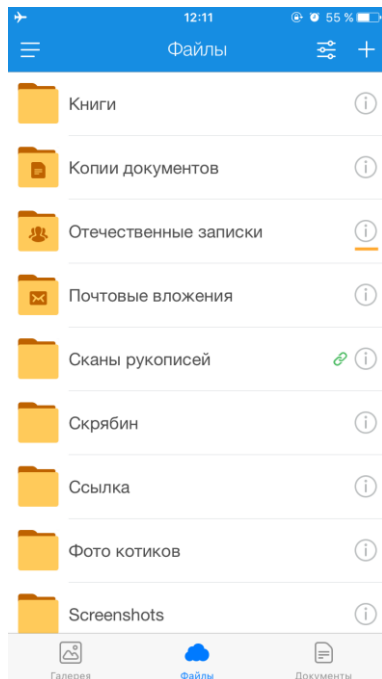 12:11
55 %
Файлы
Книги
Копии документов
Отечественные записки
Почтовые вложения
Сканы рукописей
Скрябин
Ссылка
Фото котиков
Screenshots
Галерея
Файлы
Документы